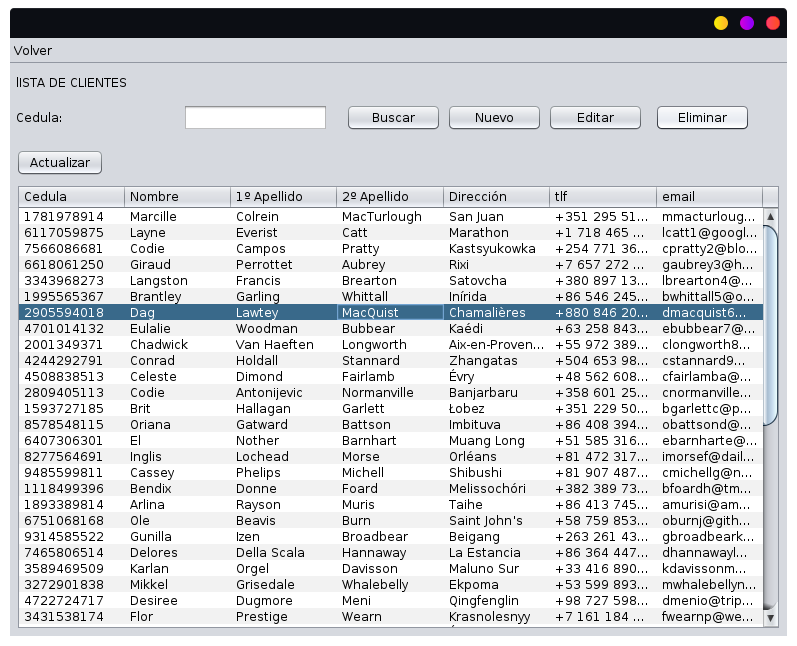 Volver
lISTA DE CLIENTES
Cedula: Buscar Nuevo Editar Eliminar
Actualizar
Cedula Nombre 1º Apellido 2º Apellido Dirección tlf email
1781978914 Marcille Colrein MacTurlough San Juan +351 295 51... mmacturloug...
6117059875 Layne Everist Catt Marathon +1 718 465 ... lcatt1@googl...
7566086681 Codie Campos Pratty Kastsyukowka +254 771 36... cpratty2@blo...
6618061250 Giraud Perrottet Aubrey Rixi +7 657 272 ... gaubrey3@h...
3343968273 Langston Francis Brearton Satovcha +380 897 13... lbrearton4@...
1995565367 Brantley Garling Whittall Inírida +86 546 245... bwhittall5@o...
2905594018 Dag Lawtey MacQuist Chamalières +880 846 20... dmacquist6...
4701014132 Eulalie Woodman Bubbear Kaédi +63 258 843... ebubbear7@...
2001349371 Chadwick Van Haeften Longworth Aix-en-Proven... +55 972 389... clongworth8...
4244292791 Conrad Holdall Stannard Zhangatas +504 653 98... cstannard9...
4508838513 Celeste Dimond Fairlamb Évry +48 562 608... cfairlamba@...
2809405113 Codie Antonijevic Normanville Banjarbaru +358 601 25... cnormanville...
1593727185 Brit Hallagan Garlett Łobez +351 229 50... bgarlettc@p...
8578548115 Oriana Gatward Battson Imbituva +86 408 394... obattsond@...
6407306301 El Nother Barnhart Muang Long +51 585 316... ebarnharte@...
8277564691 Inglis Lochead Morse Orléans +81 472 317... imorsef@dail...
9485599811 Cassey Phelips Michell Shibushi +81 907 487... cmichellg@n...
1118499396 Bendix Donne Foard Melissochóri +382 389 73... bfoardh@tm...
1893389814 Arlina Rayson Muris Taihe +86 413 745... amurisi@am...
6751068168 Ole Beavis Burn Saint John's +58 759 853... oburnj@gith...
9314585522 Gunilla Izen Broadbear Beigang +263 261 43... gbroadbeark...
7465806514 Delores Della Scala Hannaway La Estancia +86 364 447... dhannawayl...
3589469509 Karlan Orgel Davisson Maluno Sur +33 416 890... kdavissonm...
3272901838 Mikkel Grisedale Whalebelly Ekpoma +53 599 893... mwhalebellyn...
4722724717 Desiree Dugmore Meni Qingfenglin +98 727 598... dmenio@trip...
3431538174 Flor Prestige Wearn Krasnolesnyy +7 161 184 ... fwearnp@we...